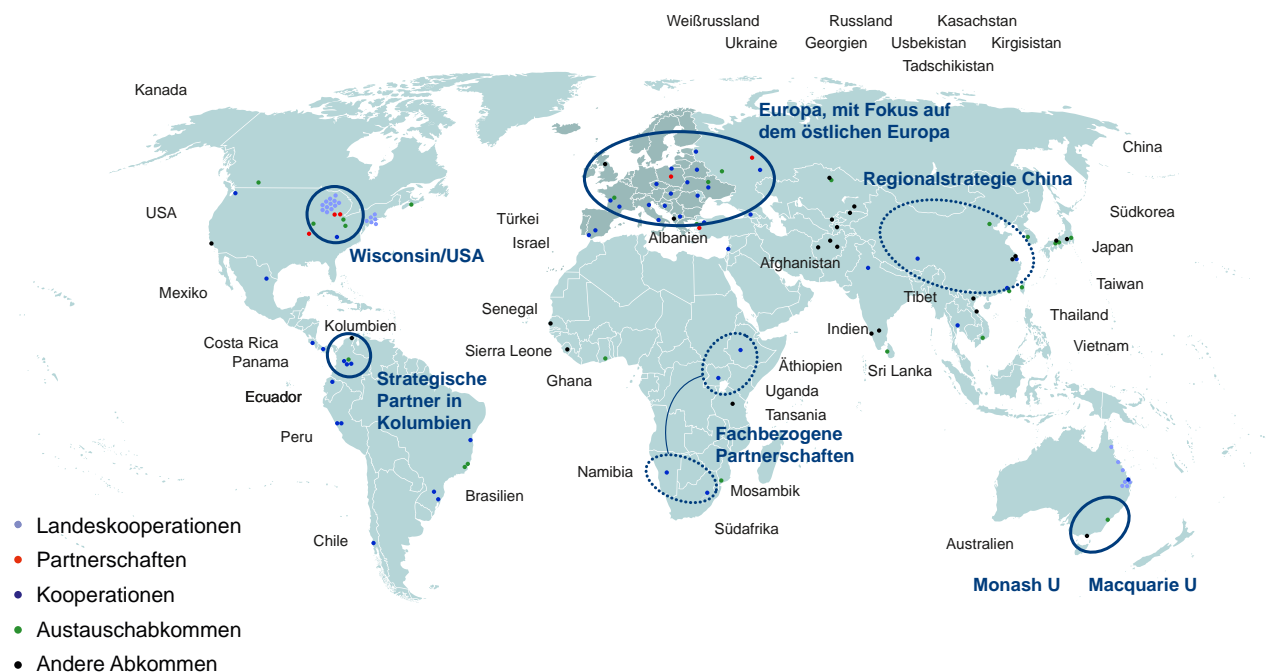 Weißrussland
Russland
Kasachstan
Ukraine
Georgien
Usbekistan
Kirgisistan
Tadschikistan
Kanada
Europa, mit Fokus auf
dem östlichen Europa
China
Regionalstrategie China
USA
Türkei
Südkorea
Israel
Albanien
Japan
Wisconsin/USA
Afghanistan
Mexiko
Taiwan
Tibet
Senegal
Thailand
Kolumbien
Indien
Costa Rica
Panama
Sierra Leone
Vietnam
Ghana
Äthiopien
Sri Lanka
Strategische
Partner in
Kolumbien
Ecuador
Uganda
Tansania
Peru
Fachbezogene
Partnerschaften
Namibia
Mosambik
Brasilien
Südafrika
Chile
Australien
Monash U
Macquarie U
Landeskooperationen
Partnerschaften
Kooperationen
Austauschabkommen
Andere Abkommen